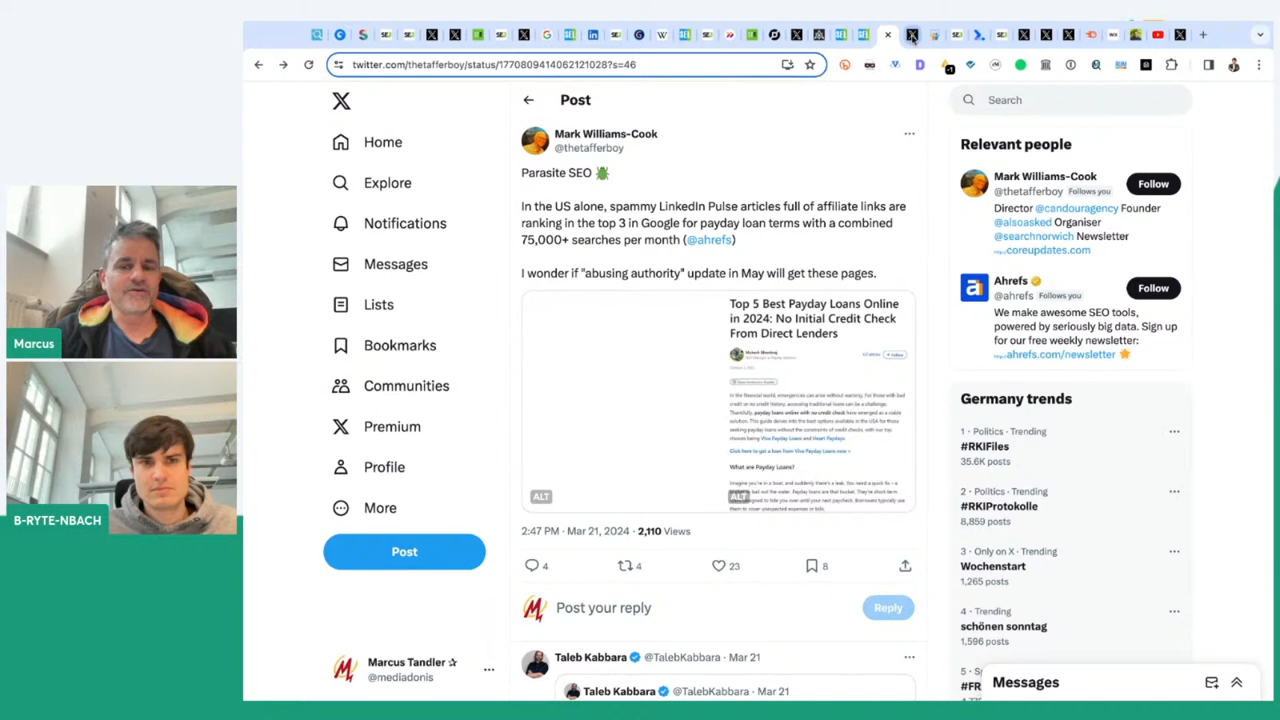 twitter.com/thetafferboy/status/1770809414062121028?s=46
Post
Search
Home
Explore
Notifications
Messages
Lists
Bookmarks
Communities
Premium
Profile
More
Post
Marcus Tandler ✰
@mediadonis
Mark Williams-Cook
@thetafferboy
Parasite SEO 🪲
In the US alone, spammy LinkedIn Pulse articles full of affiliate links are
ranking in the top 3 in Google for payday loan terms with a combined
75,000+ searches per month (@ahrefs)
I wonder if "abusing authority" update in May will get these pages.
Top 5 Best Payday Loans Online
in 2024: No Initial Credit Check
From Direct Lenders
What are Payday Loans?
ALT
ALT
2:47 PM · Mar 21, 2024 · 2,110 Views
4
4
23
8
Post your reply
Reply
Taleb Kabbara @TalebKabbara · Mar 21
Taleb Kabbara @TalebKabbara · Mar 21
Relevant people
Mark Williams-Cook
@thetafferboy Follows you
Follow
Director @candouragency Founder
@alsoasked Organiser
@searchnorwich Newsletter
coreupdates.com
Ahrefs
@ahrefs Follows you
Follow
We make awesome SEO tools,
powered by seriously big data. Sign up
for our free weekly newsletter:
ahrefs.com/newsletter ⭐
Germany trends
1 · Politics · Trending
#RKIFiles
35.6K posts
2 · Politics · Trending
#RKIProtokolle
8,859 posts
3 · Only on X · Trending
Wochenstart
1,265 posts
4 · Trending
schönen sonntag
1,596 posts
Messages
Marcus
B-RYTE-NBACH